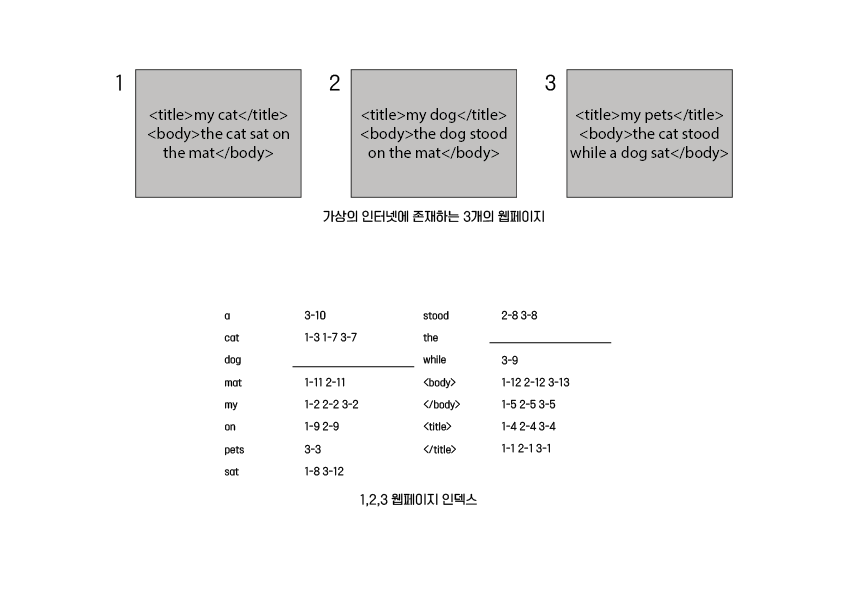 1
<title>my cat</title>
<body>the cat sat on
the mat</body>
2
<title>my dog</title>
<body>the dog stood
on the mat</body>
3
<title>my pets</title>
<body>the cat stood
while a dog sat</body>
가상의 인터넷에 존재하는 3개의 웹페이지
a 3-10 stood 2-8 3-8
cat 1-3 1-7 3-7 the
dog while 3-9
mat 1-11 2-11 <body> 1-12 2-12 3-13
my 1-2 2-2 3-2 </body> 1-5 2-5 3-5
on 1-9 2-9 <title> 1-4 2-4 3-4
pets 3-3 </title> 1-1 2-1 3-1
sat 1-8 3-12
1,2,3 웹페이지 인덱스